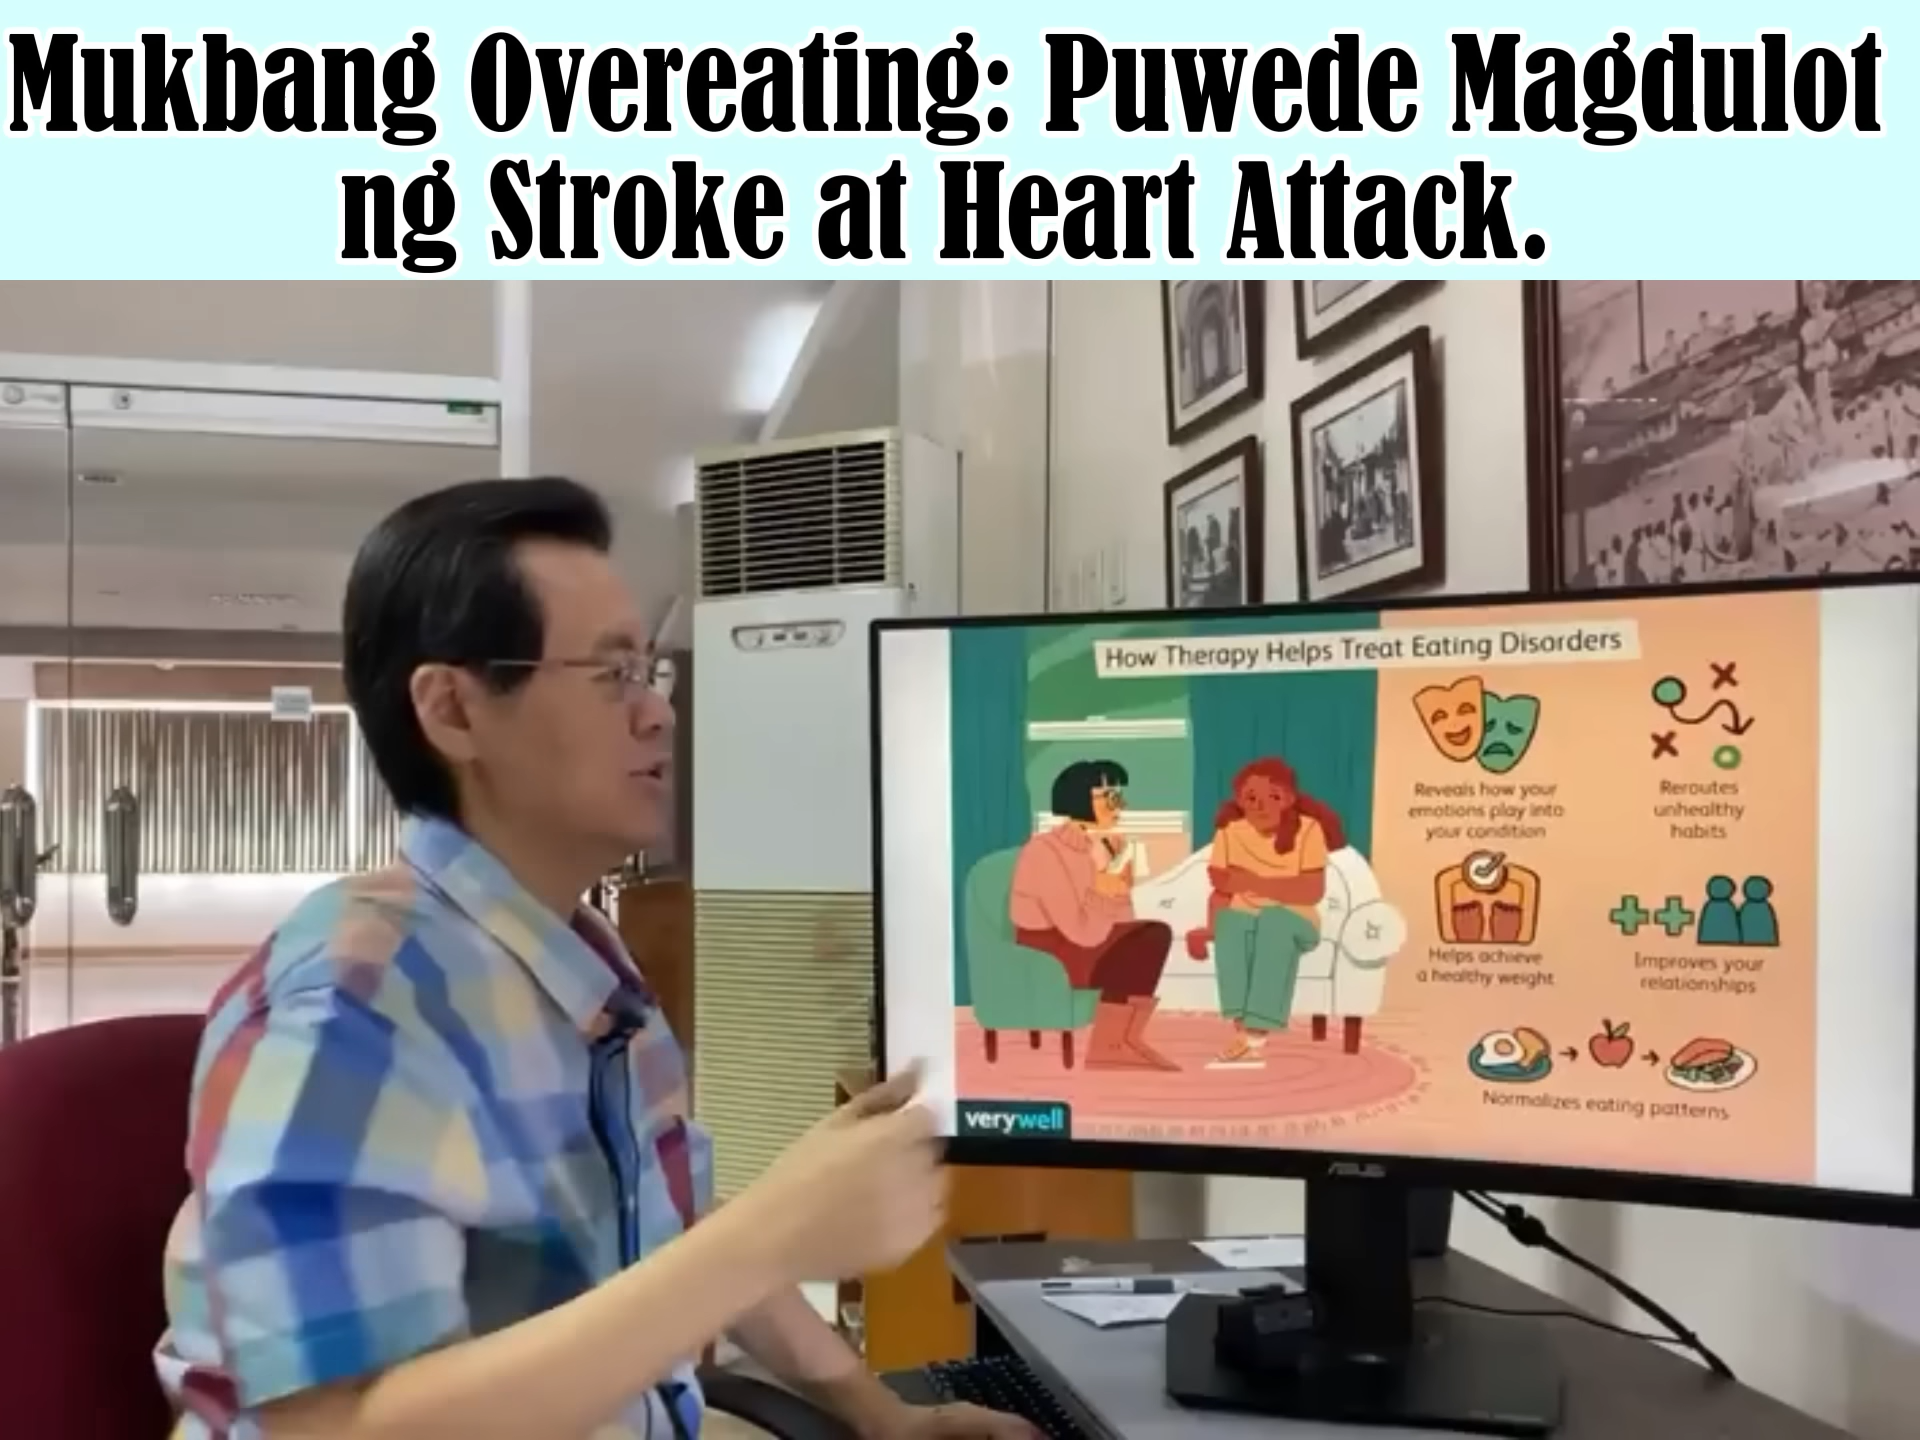 Mukbang Overeating: Puwede Magdulot
ng Stroke at Heart Attack.
How Therapy Helps Treat Eating Disorders
Reveals how your
emotions play into
your condition
Reroutes
unhealthy
habits
Helps achieve
a healthy weight
Improves your
relationships
Normalizes eating patterns
verywell
ASUS